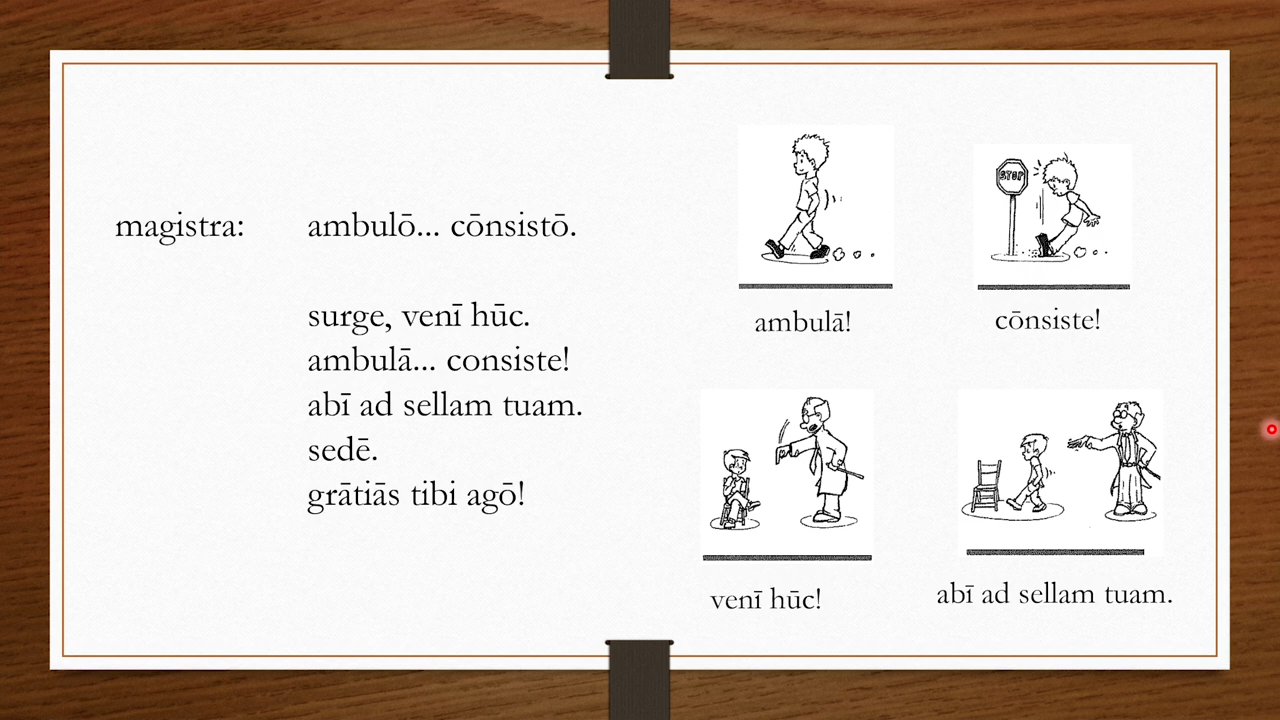 magistra: ambulō... cōnsistō.
surge, venī hūc.
ambulā... consiste!
abī ad sellam tuam.
sedē.
grātiās tibi agō!
STOP
ambulā!
cōnsiste!
venī hūc!
abī ad sellam tuam.